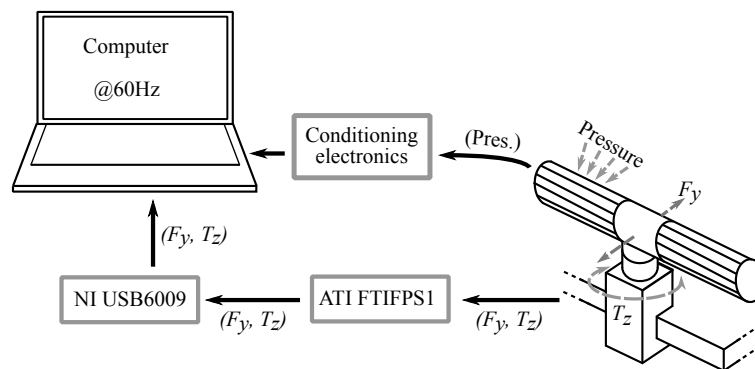 Computer
@60Hz
Conditioning
electronics
(Pres.)
Pressure
Fy
(Fy, Tz)
NI USB6009
(Fy, Tz)
ATI FTIFPS1
(Fy, Tz)
Tz